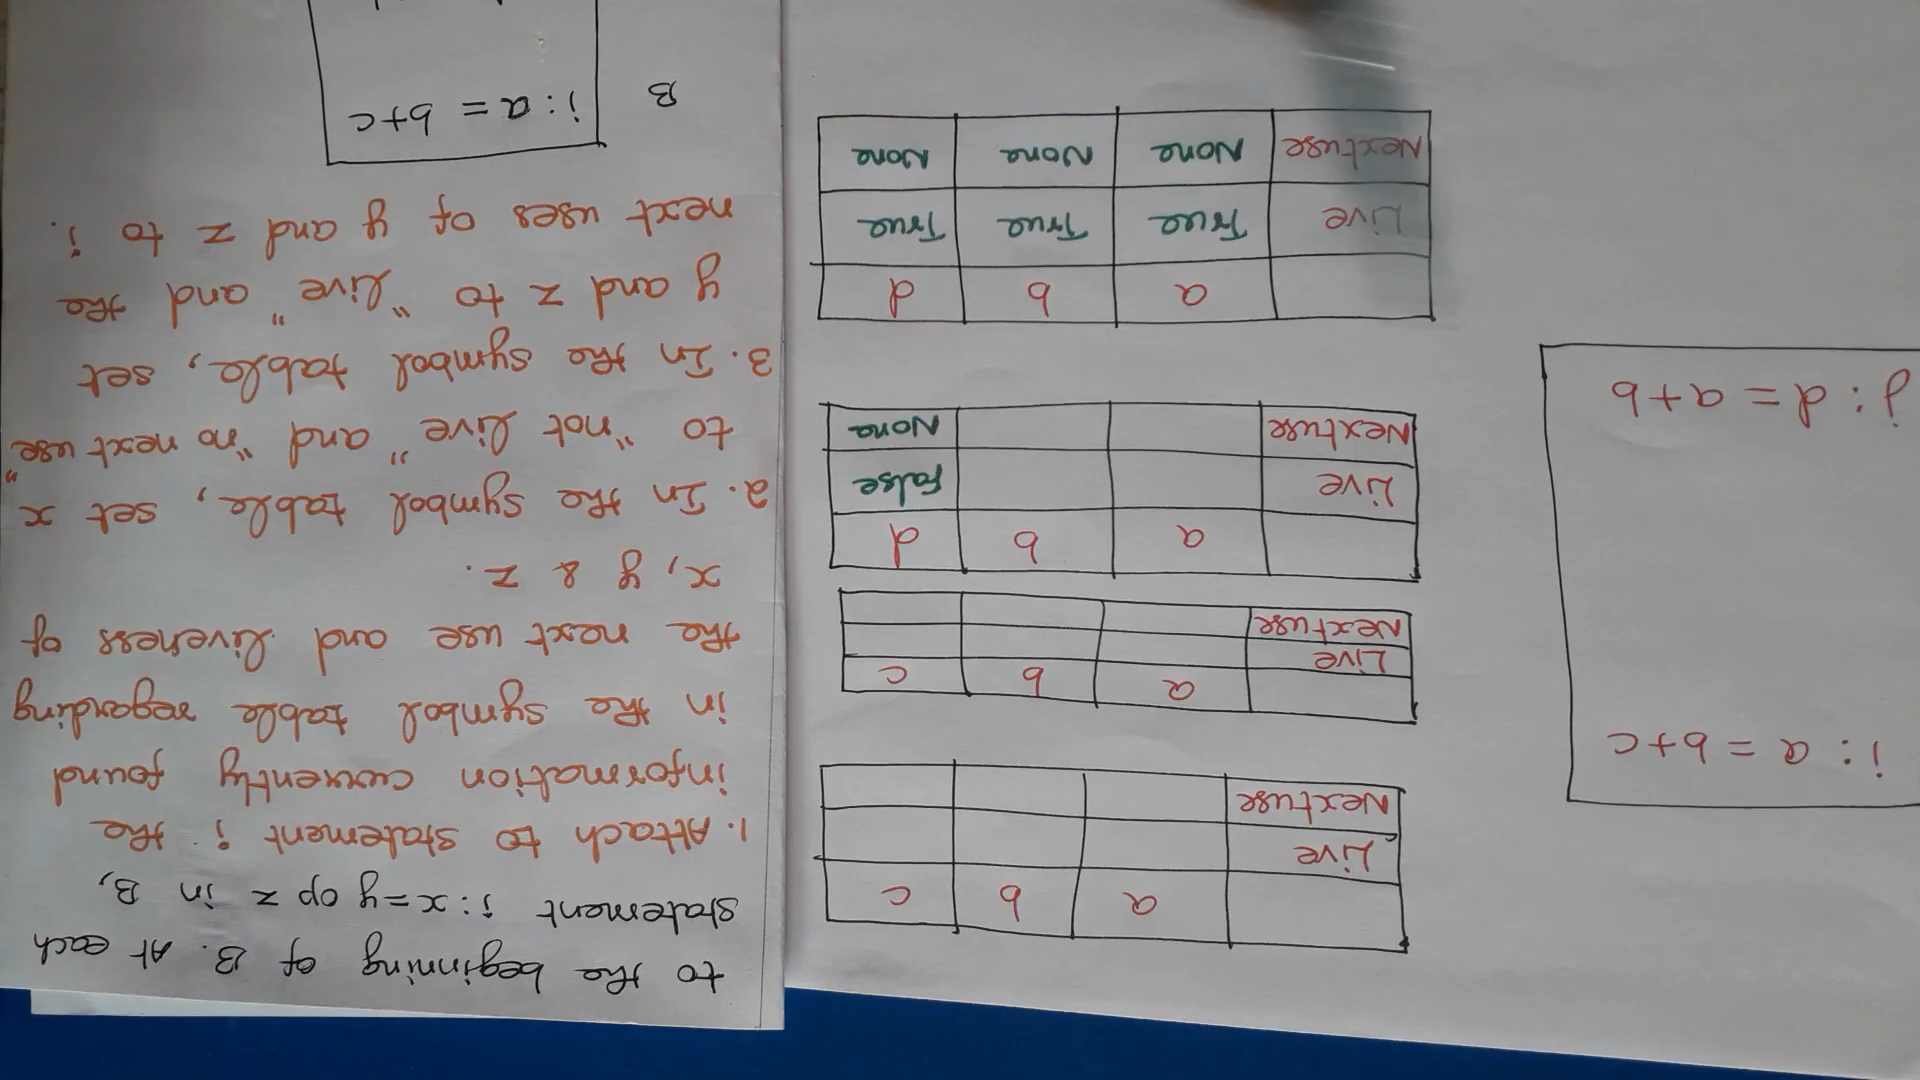 i: a = b+c
j: d = a+b
a b c
Live
Nextuse
a b c
Live
Nextuse
a b d
Live False
Nextuse None
a b d
Live True True True
Nextuse None None None
to the beginning of B. At each
statement i: x=y op z in B,
1. Attach to statement i the
information currently found
in the symbol table regarding
the next use and liveness of
x, y & z.
2. In the symbol table, set x
to "not live" and "no next use"
3. In the symbol table, set
y and z to "live" and the
next uses of y and z to i.
B i: a = b+c